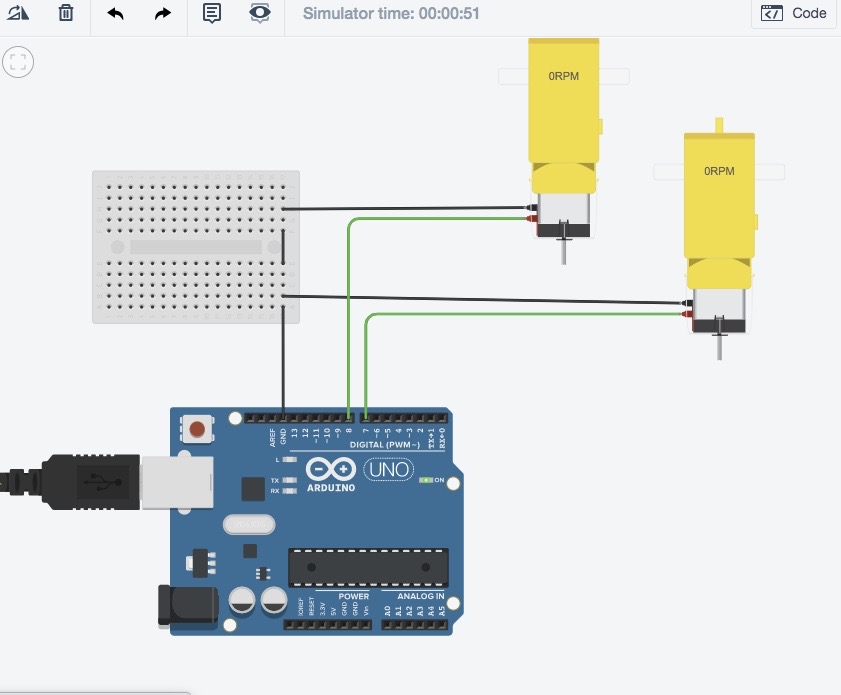 Simulator time: 00:00:51
Code
0RPM
0RPM
AREF
GND
13
12
~11
~10
~9
8
7
~6
~5
4
~3
2
TX→1
RX←0
DIGITAL (PWM~)
L
TX
RX
UNO
ARDUINO
ON
POWER
ANALOG IN
IOREF
RESET
3.3V
5V
GND
GND
Vin
A0
A1
A2
A3
A4
A5